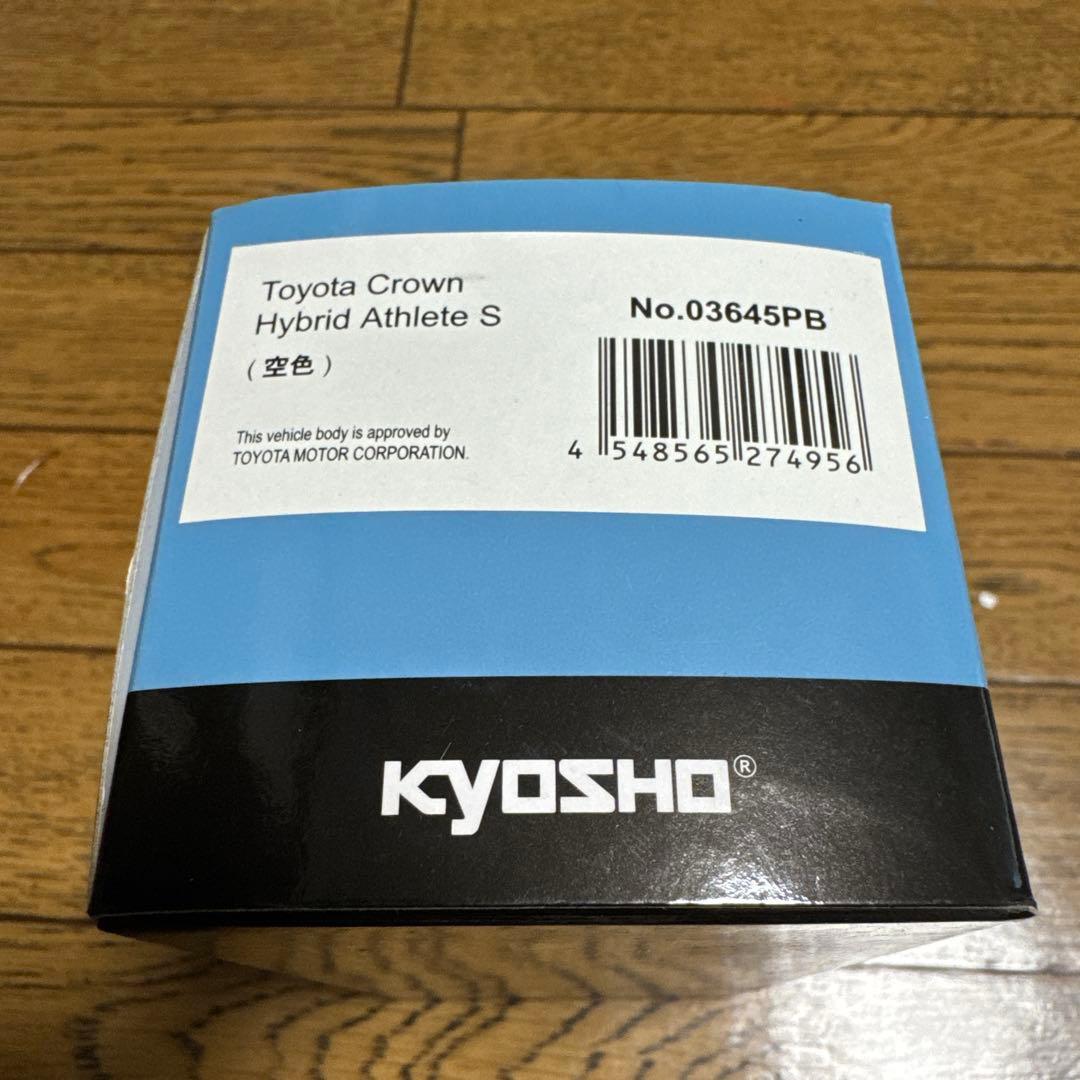 Toyota Crown
Hybrid Athlete S
(空色)
This vehicle body is approved by
TOYOTA MOTOR CORPORATION.
No.03645PB
4 548565 274956
KYOSHO®